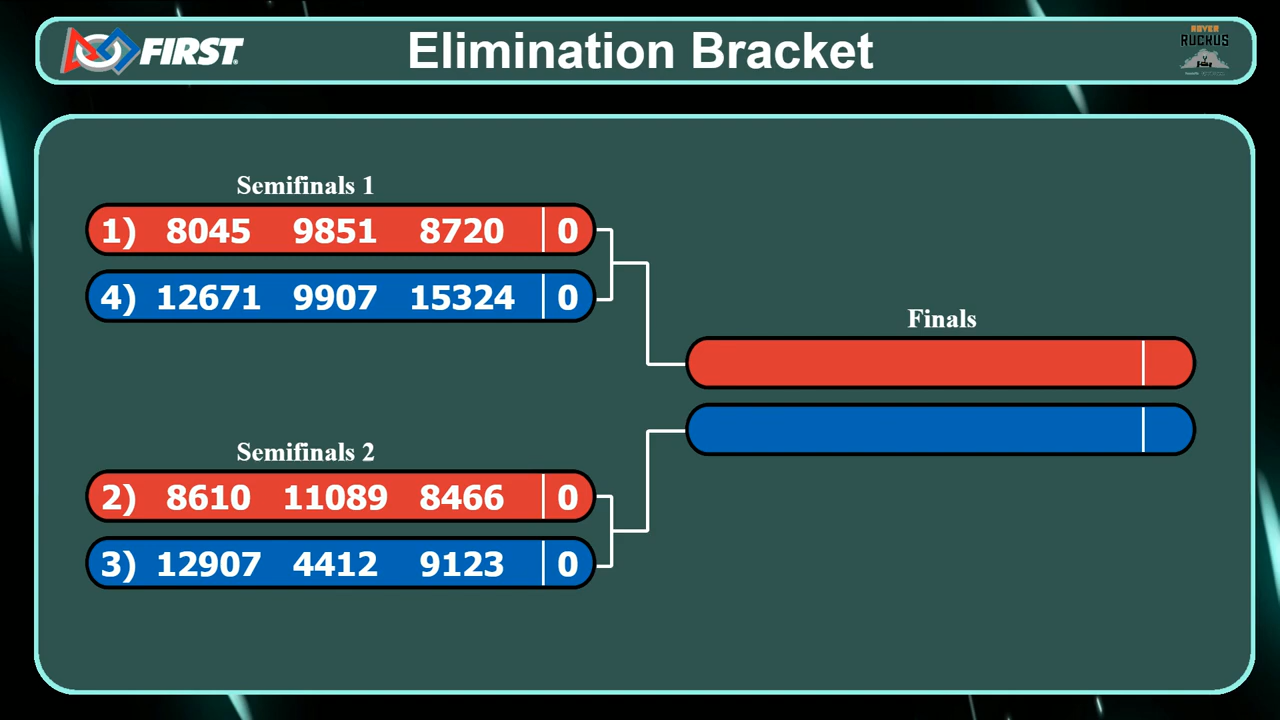 FIRST
Elimination Bracket
ROVER
RUCKUS
Semifinals 1
1) 8045 9851 8720 0
4) 12671 9907 15324 0
Finals
Semifinals 2
2) 8610 11089 8466 0
3) 12907 4412 9123 0